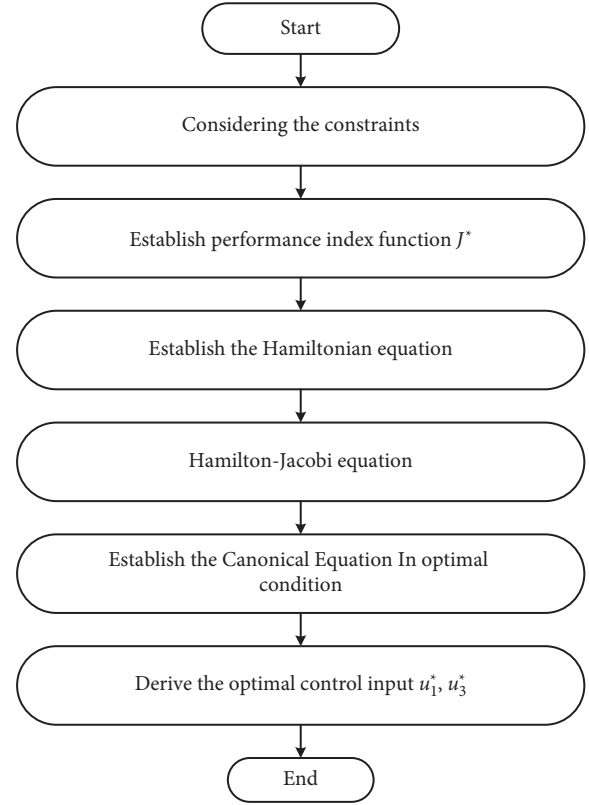 Start
Considering the constraints
Establish performance index function J*
Establish the Hamiltonian equation
Hamilton-Jacobi equation
Establish the Canonical Equation In optimal
condition
Derive the optimal control input u₁*, u₃*
End